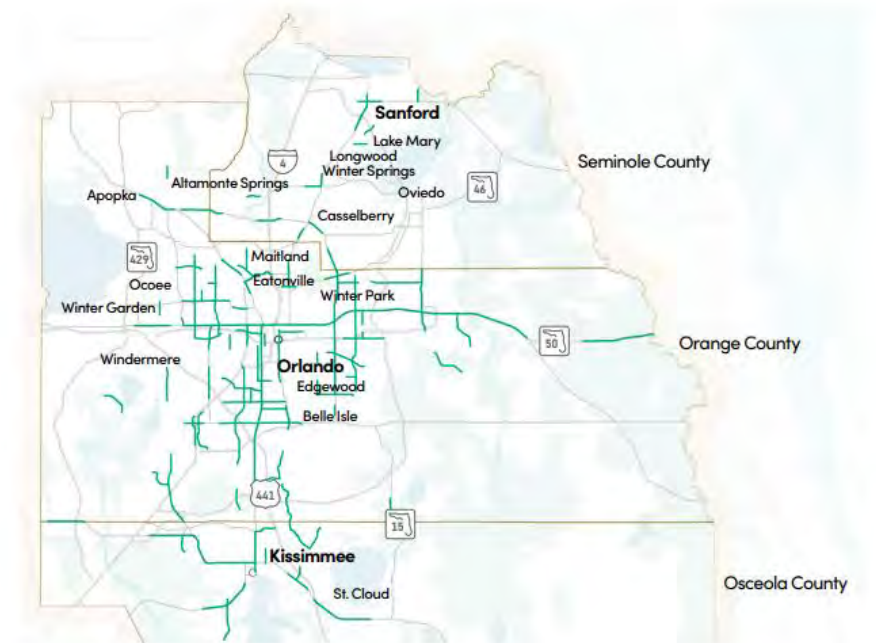 Sanford
Lake Mary
Longwood
4
Winter Springs
Seminole County
Altamonte Springs
46
Apopka
Oviedo
Casselberry
429
Maitland
Eatonville
Ocoee
Winter Park
Winter Garden
50
Orange County
Windermere
Orlando
Edgewood
Belle Isle
441
15
Kissimmee
Osceola County
St. Cloud